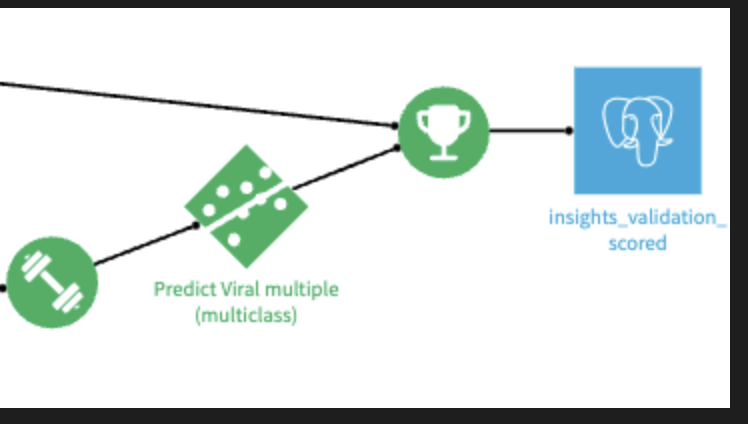 insights_validation_
scored
Predict Viral multiple
(multiclass)